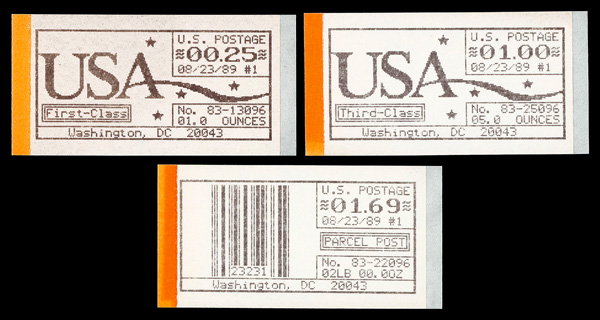 U.S. POSTAGE
USA
≈00.25≈
08/23/89 #1
First-Class
No. 83-13096
01.0 OUNCES
Washington, DC 20043
U.S. POSTAGE
USA
≈01.00≈
08/23/89 #1
Third-Class
No. 83-25096
05.0 OUNCES
Washington, DC 20043
U.S. POSTAGE
≈01.69≈
08/23/89 #1
PARCEL POST
No. 83-22096
23231
02LB 00.0OZ
Washington, DC 20043